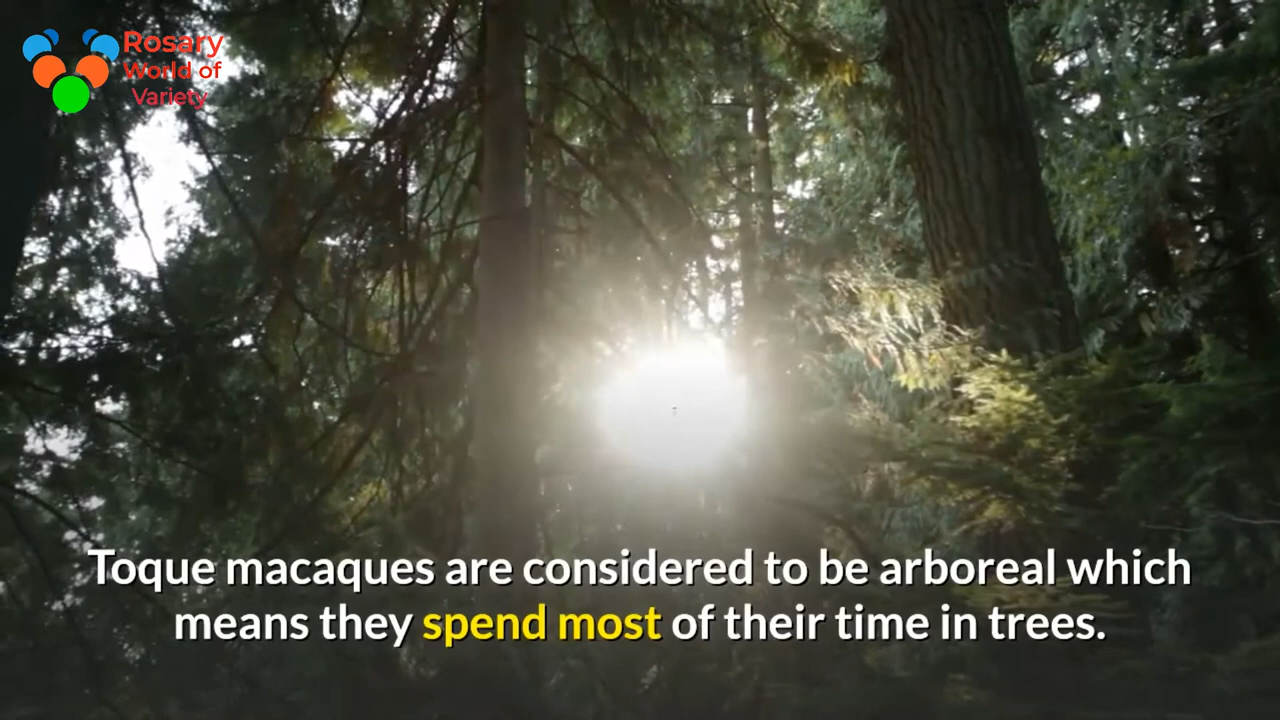 Rosary
World of
Variety
Toque macaques are considered to be arboreal which
means they spend most of their time in trees.